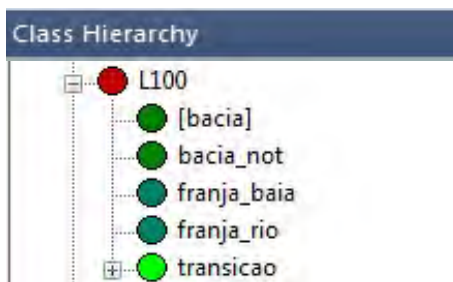 Class Hierarchy
L100
[bacia]
bacia_not
franja_baia
franja_rio
transicao